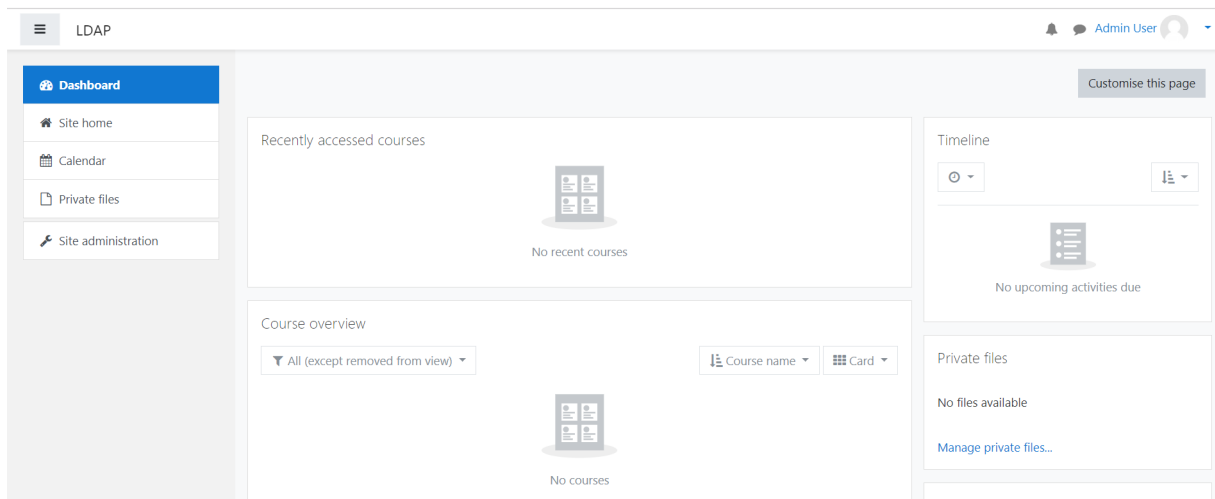 LDAP
Admin User
Dashboard
Site home
Calendar
Private files
Site administration
Customise this page
Recently accessed courses
No recent courses
Course overview
All (except removed from view)
Course name
Card
No courses
Timeline
No upcoming activities due
Private files
No files available
Manage private files...